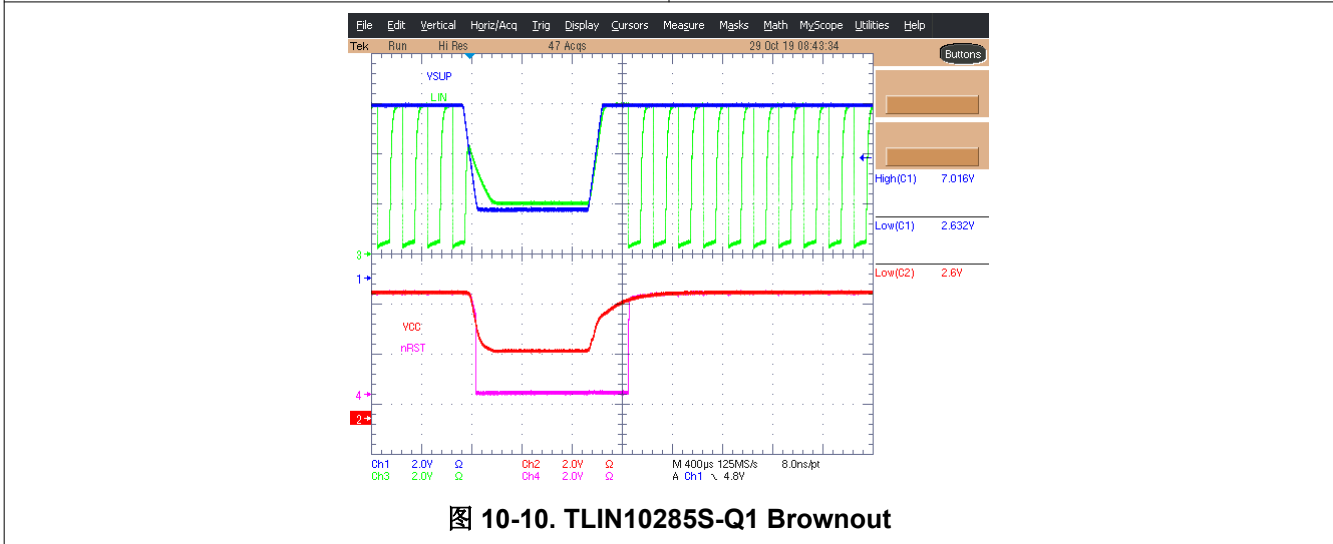 File Edit Vertical Horiz/Acq Trig Display Cursors Measure Masks Math MyScope Utilities Help
Tek Run Hi Res 47 Acqs 29 Oct 19 08:43:34
Buttons
VSUP
LIN
High(C1) 7.016V
Low(C1) 2.632V
3
1
Low(C2) 2.6V
VCC
nRST
4
2
Ch1 2.0V Ω Ch2 2.0V Ω M 400µs 125MS/s 8.0ns/pt
Ch3 2.0V Ω Ch4 2.0V Ω A Ch1 ↘ 4.8V
图 10-10. TLIN10285S-Q1 Brownout